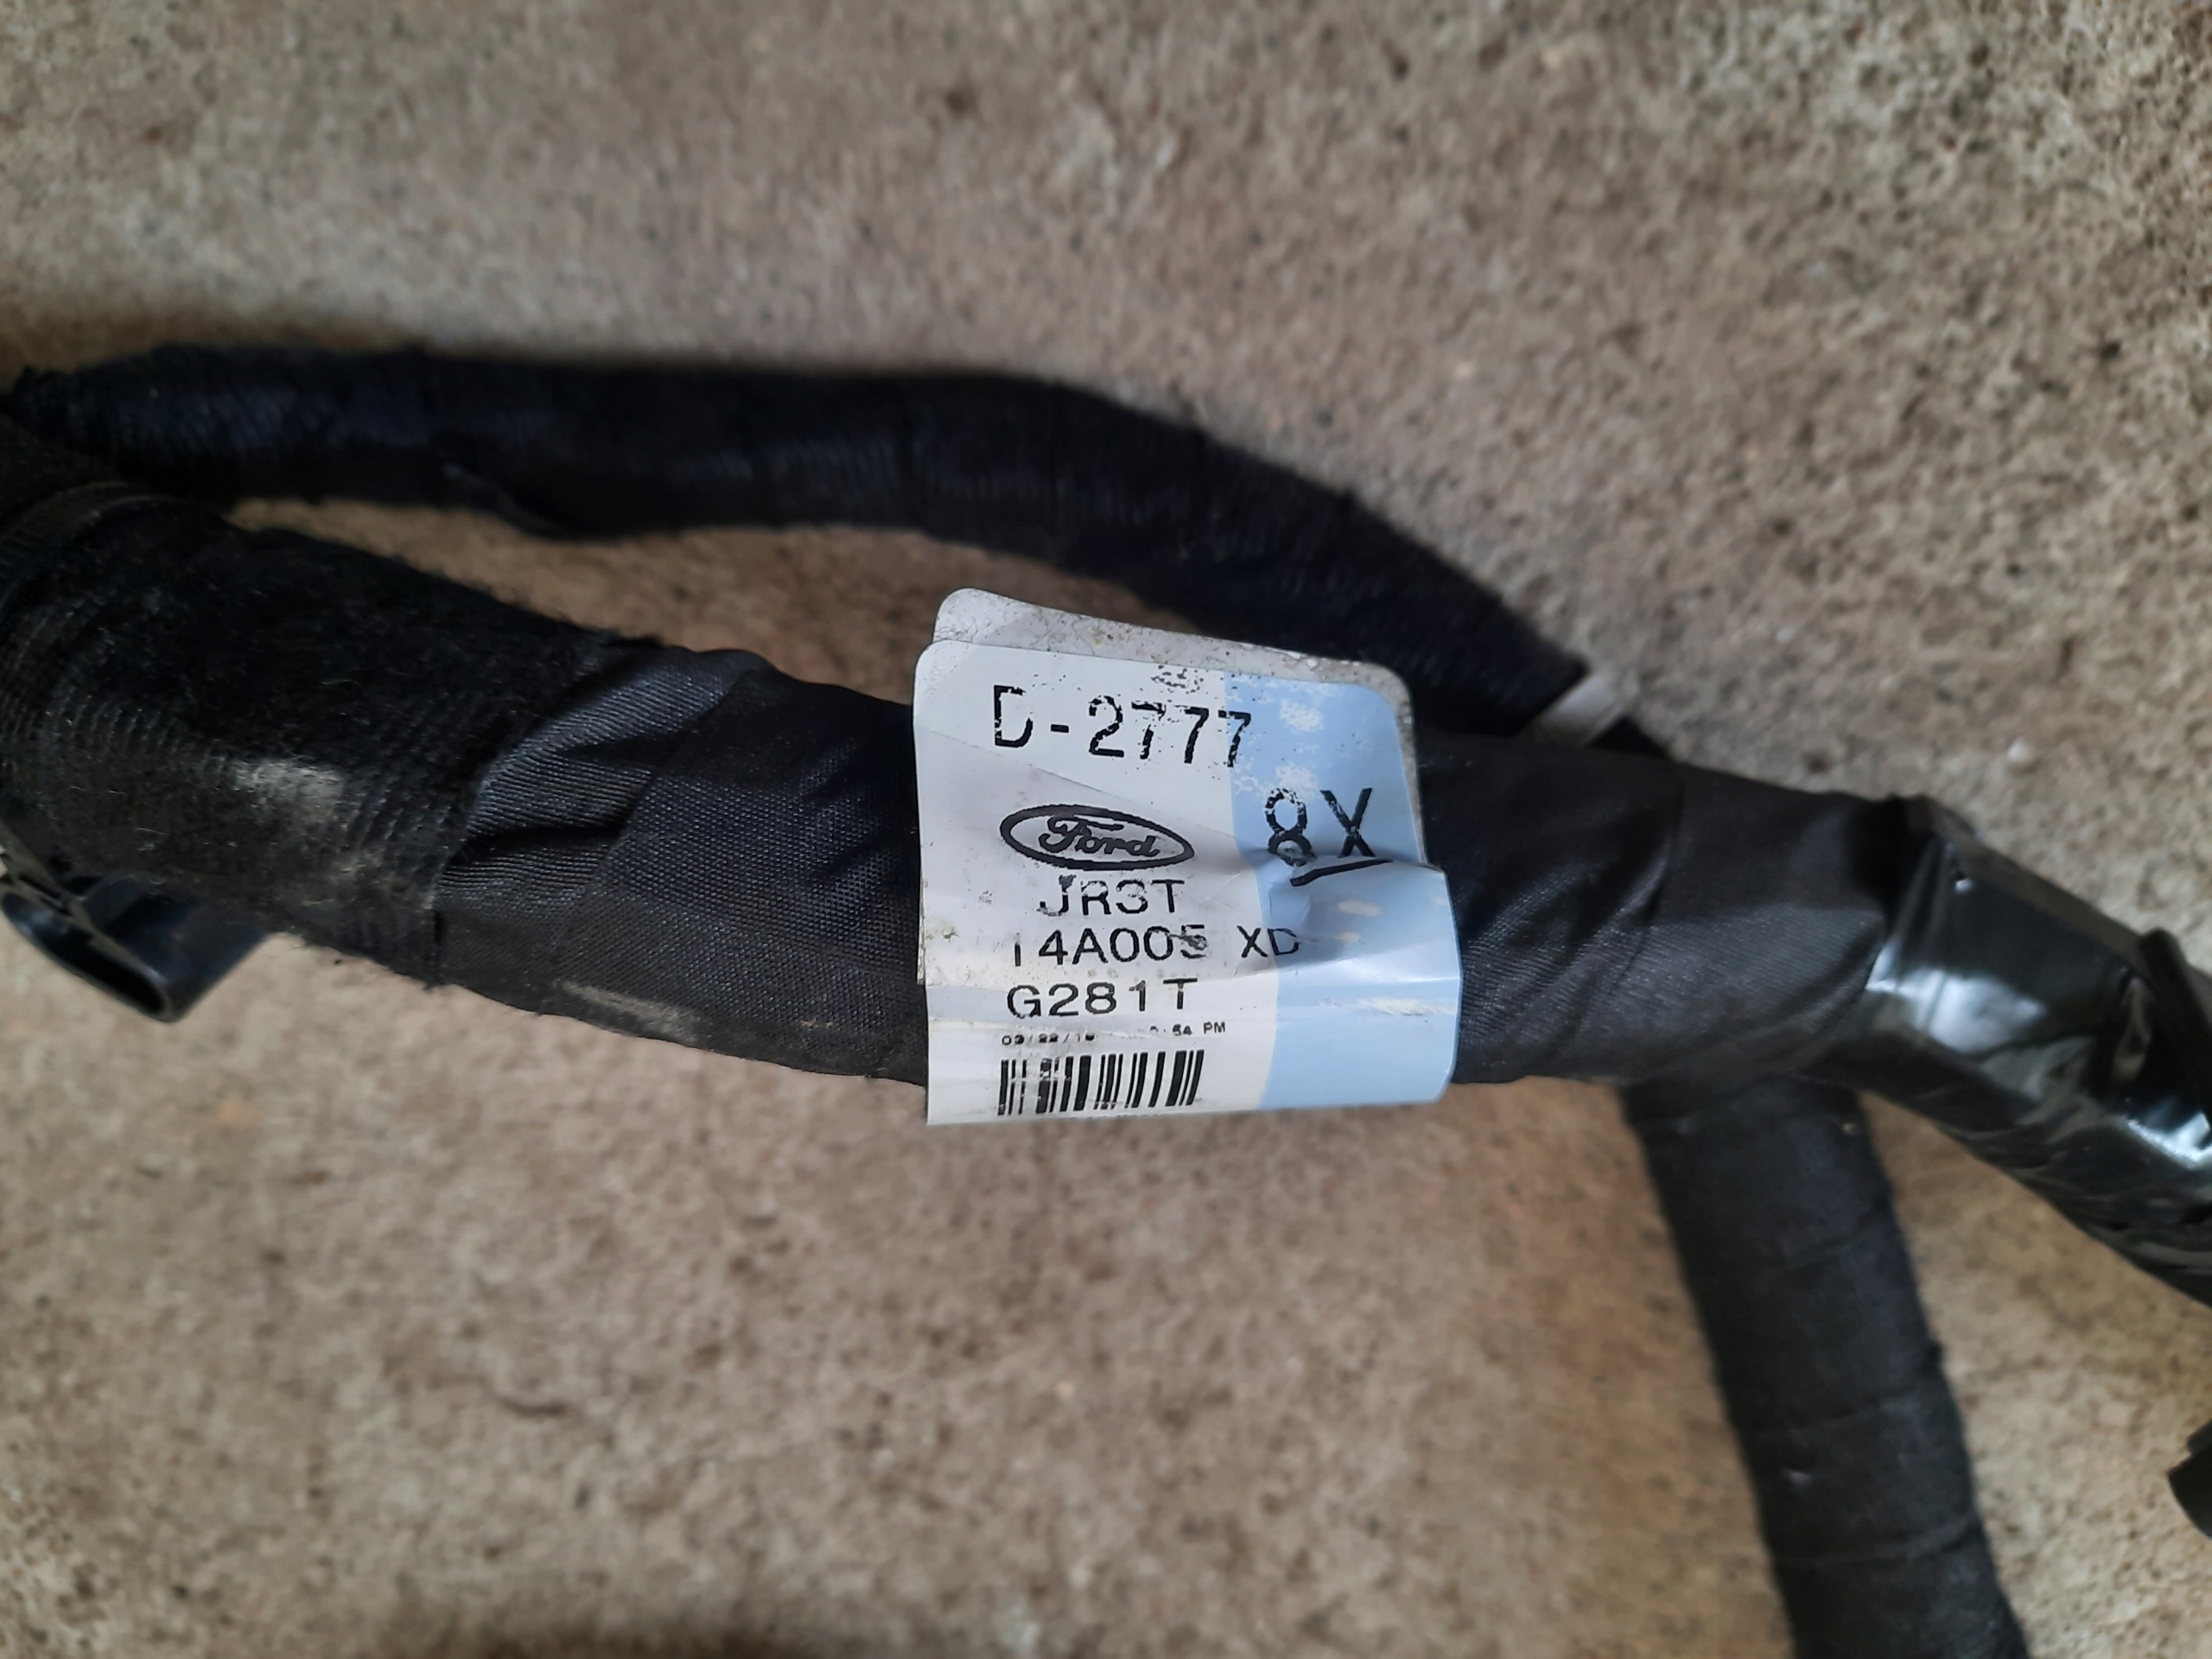 D-2777
8X
Ford
JR3T
14A005 XD
G281T
PM